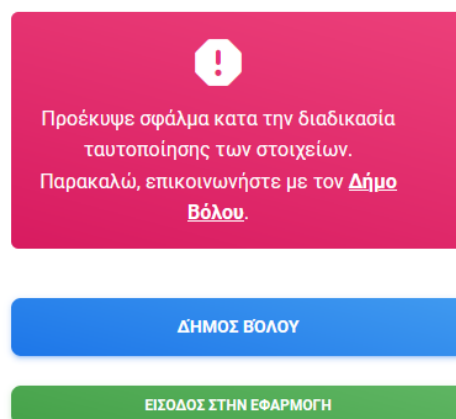 Προέκυψε σφάλμα κατα την διαδικασία
ταυτοποίησης των στοιχείων.
Παρακαλώ, επικοινωνήστε με τον Δήμο
Βόλου.
ΔΉΜΟΣ ΒΌΛΟΥ
ΕΙΣΟΔΟΣ ΣΤΗΝ ΕΦΑΡΜΟΓΗ